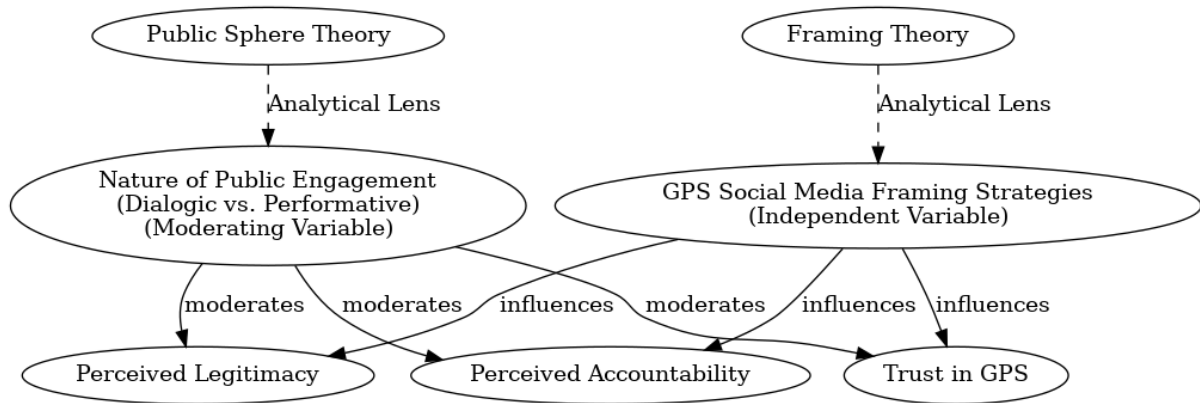 Public Sphere Theory
Framing Theory
Analytical Lens
Analytical Lens
Nature of Public Engagement
(Dialogic vs. Performative)
(Moderating Variable)
GPS Social Media Framing Strategies
(Independent Variable)
moderates
moderates
influences
moderates
influences
influences
Perceived Legitimacy
Perceived Accountability
Trust in GPS